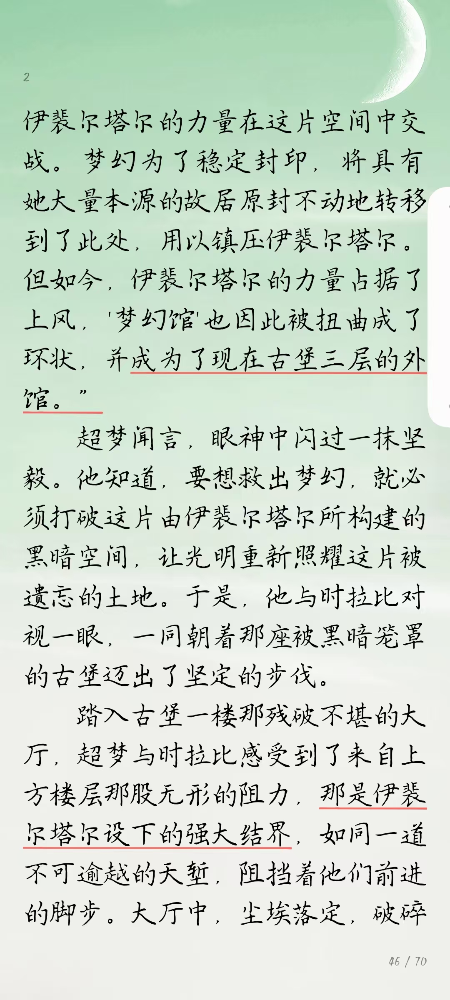 2
伊裴尔塔尔的力量在这片空间中交
战。梦幻为了稳定封印，将具有
她大量本源的故居原封不动地转移
到了此处，用以镇压伊裴尔塔尔。
但如今，伊裴尔塔尔的力量占据了
上风，'梦幻馆'也因此被扭曲成了
环状，并成为了现在古堡三层的外
馆。”
超梦闻言，眼神中闪过一抹坚
毅。他知道，要想救出梦幻，就必
须打破这片由伊裴尔塔尔所构建的
黑暗空间，让光明重新照耀这片被
遗忘的土地。于是，他与时拉比对
视一眼，一同朝着那座被黑暗笼罩
的古堡迈出了坚定的步伐。
踏入古堡一楼那残破不堪的大
厅，超梦与时拉比感受到了来自上
方楼层那股无形的阻力，那是伊裴
尔塔尔设下的强大结界，如同一道
不可逾越的天堑，阻挡着他们前进
的脚步。大厅中，尘埃落定，破碎
46 / 70